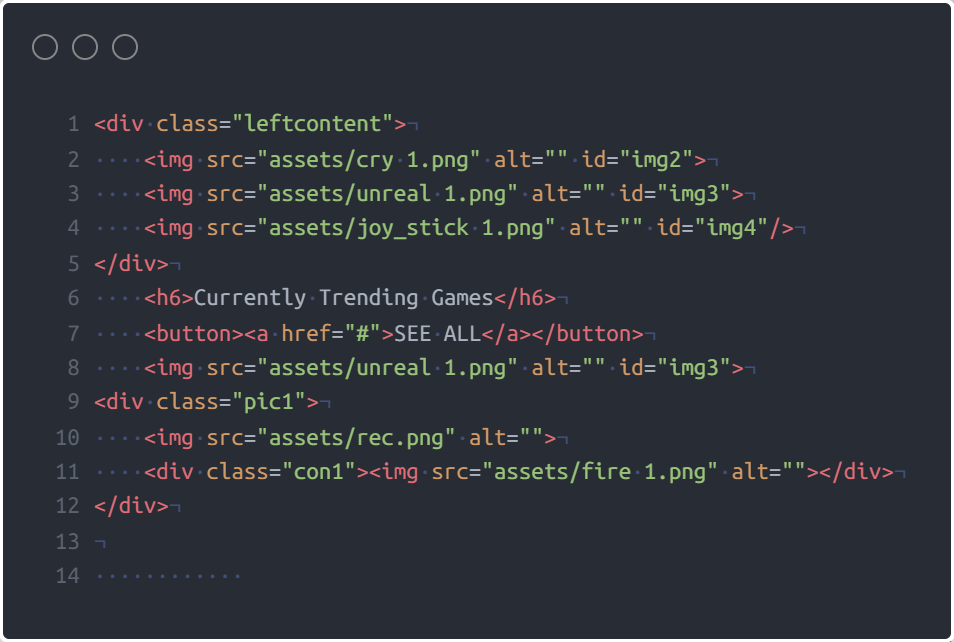 1 <div class="leftcontent">
2     <img src="assets/cry 1.png" alt="" id="img2">
3     <img src="assets/unreal 1.png" alt="" id="img3">
4     <img src="assets/joy_stick 1.png" alt="" id="img4"/>
5 </div>
6     <h6>Currently Trending Games</h6>
7     <button><a href="#">SEE ALL</a></button>
8     <img src="assets/unreal 1.png" alt="" id="img3">
9 <div class="pic1">
10     <img src="assets/rec.png" alt="">
11     <div class="con1"><img src="assets/fire 1.png" alt=""></div>
12 </div>
13
14